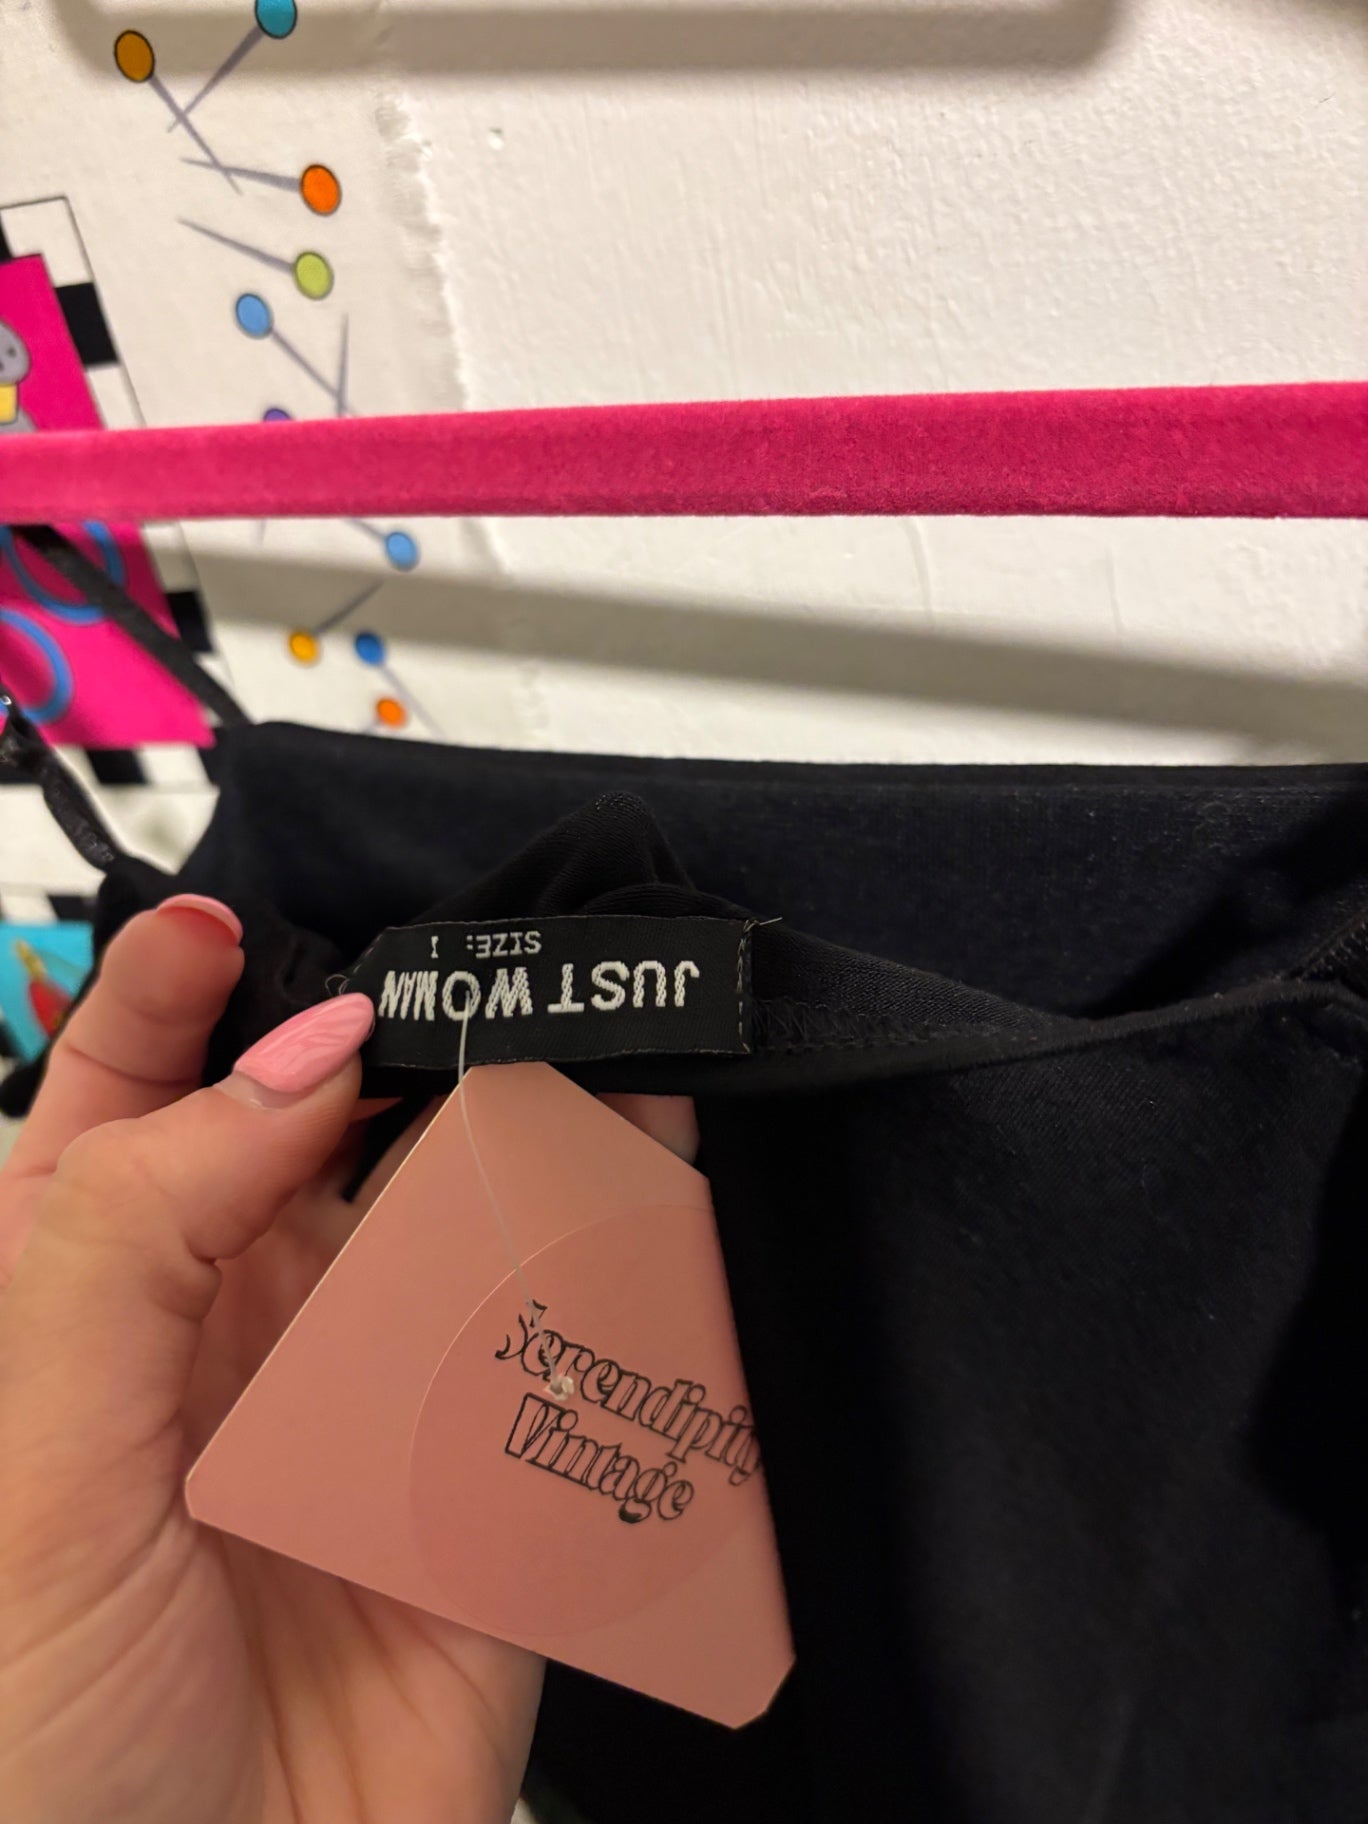 JUST WOMAN
SIZE: 1
Serendipity
Vintage